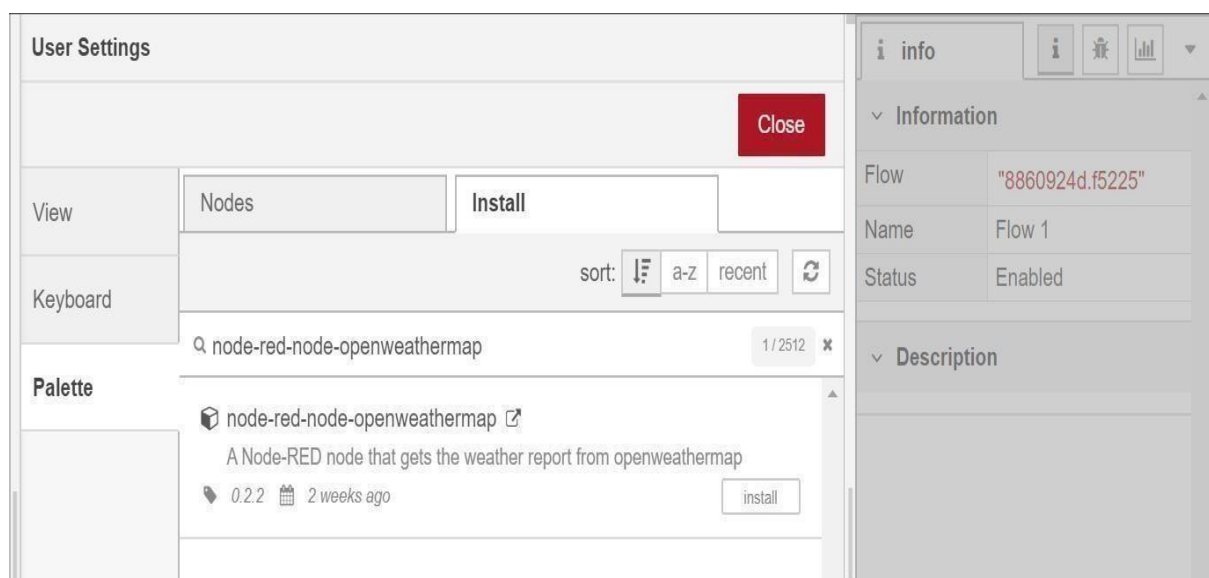 User Settings
Close
View
Keyboard
Palette
Nodes
Install
sort:
a-z
recent
node-red-node-openweathermap
1 / 2512
node-red-node-openweathermap
A Node-RED node that gets the weather report from openweathermap
0.2.2
2 weeks ago
install
info
Information
Flow "8860924d.f5225"
Name Flow 1
Status Enabled
Description